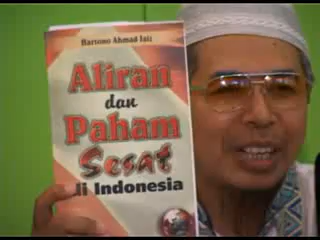 Hartono Ahmad Jaiz
Aliran
dan
Paham
Sesat
di Indonesia